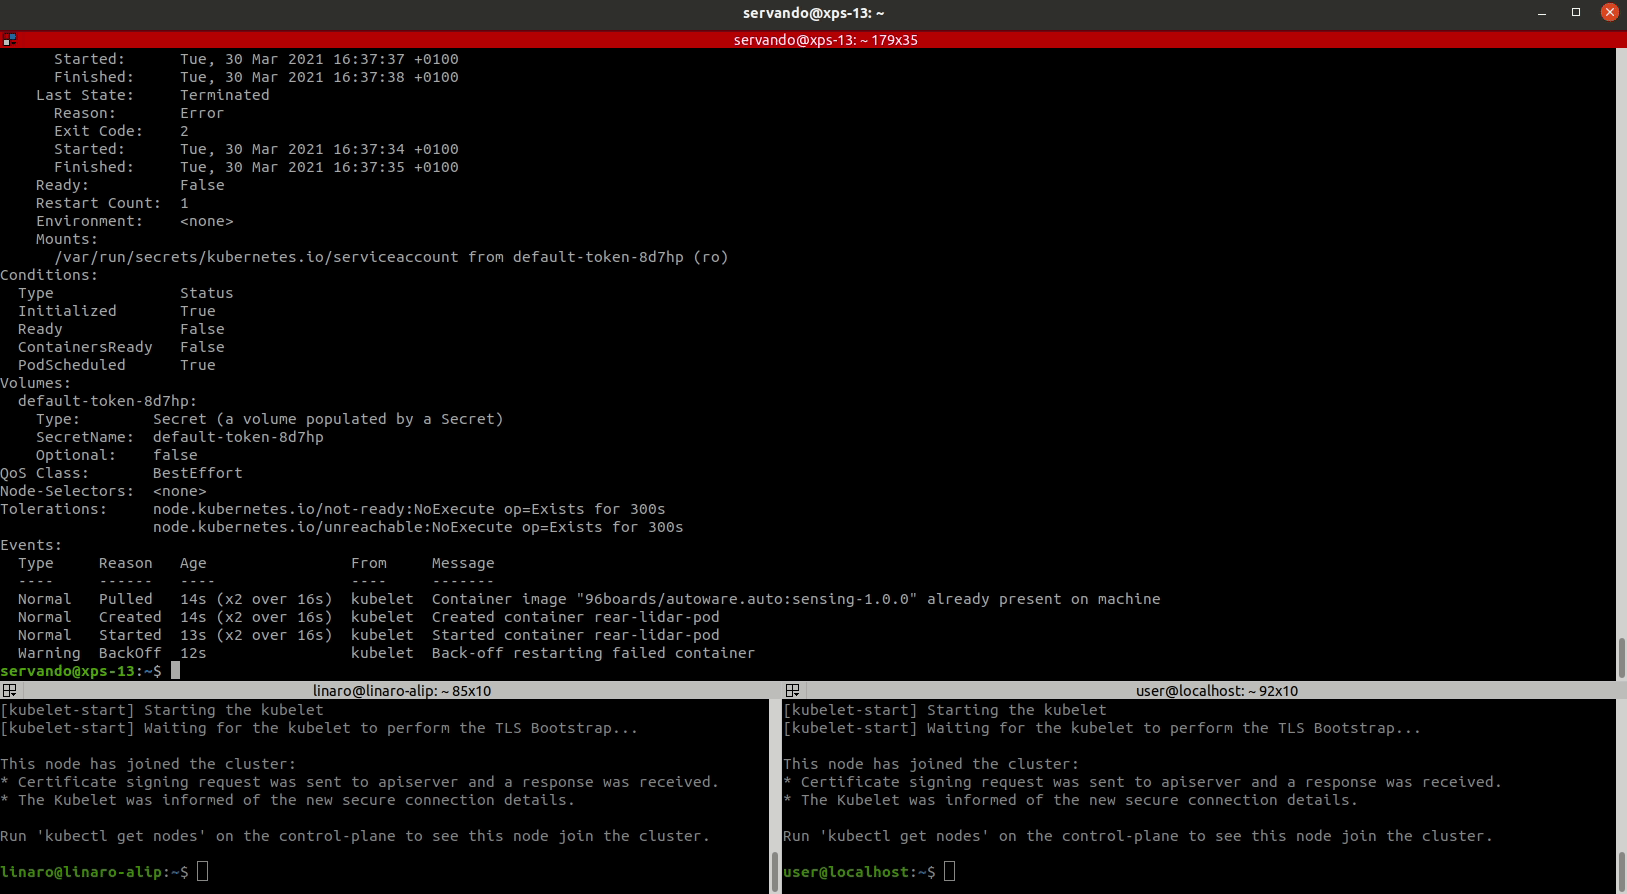 servando@xps-13: ~
servando@xps-13: ~ 179x35
      Started:      Tue, 30 Mar 2021 16:37:37 +0100
      Finished:     Tue, 30 Mar 2021 16:37:38 +0100
    Last State:     Terminated
      Reason:       Error
      Exit Code:    2
      Started:      Tue, 30 Mar 2021 16:37:34 +0100
      Finished:     Tue, 30 Mar 2021 16:37:35 +0100
    Ready:          False
    Restart Count:  1
    Environment:    <none>
    Mounts:
      /var/run/secrets/kubernetes.io/serviceaccount from default-token-8d7hp (ro)
Conditions:
  Type              Status
  Initialized       True
  Ready             False
  ContainersReady   False
  PodScheduled      True
Volumes:
  default-token-8d7hp:
    Type:        Secret (a volume populated by a Secret)
    SecretName:  default-token-8d7hp
    Optional:    false
QoS Class:       BestEffort
Node-Selectors:  <none>
Tolerations:     node.kubernetes.io/not-ready:NoExecute op=Exists for 300s
                 node.kubernetes.io/unreachable:NoExecute op=Exists for 300s
Events:
  Type     Reason   Age                From     Message
  ----     ------   ----               ----     -------
  Normal   Pulled   14s (x2 over 16s)  kubelet  Container image "96boards/autoware.auto:sensing-1.0.0" already present on machine
  Normal   Created  14s (x2 over 16s)  kubelet  Created container rear-lidar-pod
  Normal   Started  13s (x2 over 16s)  kubelet  Started container rear-lidar-pod
  Warning  BackOff  12s                kubelet  Back-off restarting failed container
servando@xps-13:~$
linaro@linaro-alip: ~ 85x10
[kubelet-start] Starting the kubelet
[kubelet-start] Waiting for the kubelet to perform the TLS Bootstrap...

This node has joined the cluster:
* Certificate signing request was sent to apiserver and a response was received.
* The Kubelet was informed of the new secure connection details.

Run 'kubectl get nodes' on the control-plane to see this node join the cluster.

linaro@linaro-alip:~$
user@localhost: ~ 92x10
[kubelet-start] Starting the kubelet
[kubelet-start] Waiting for the kubelet to perform the TLS Bootstrap...

This node has joined the cluster:
* Certificate signing request was sent to apiserver and a response was received.
* The Kubelet was informed of the new secure connection details.

Run 'kubectl get nodes' on the control-plane to see this node join the cluster.

user@localhost:~$